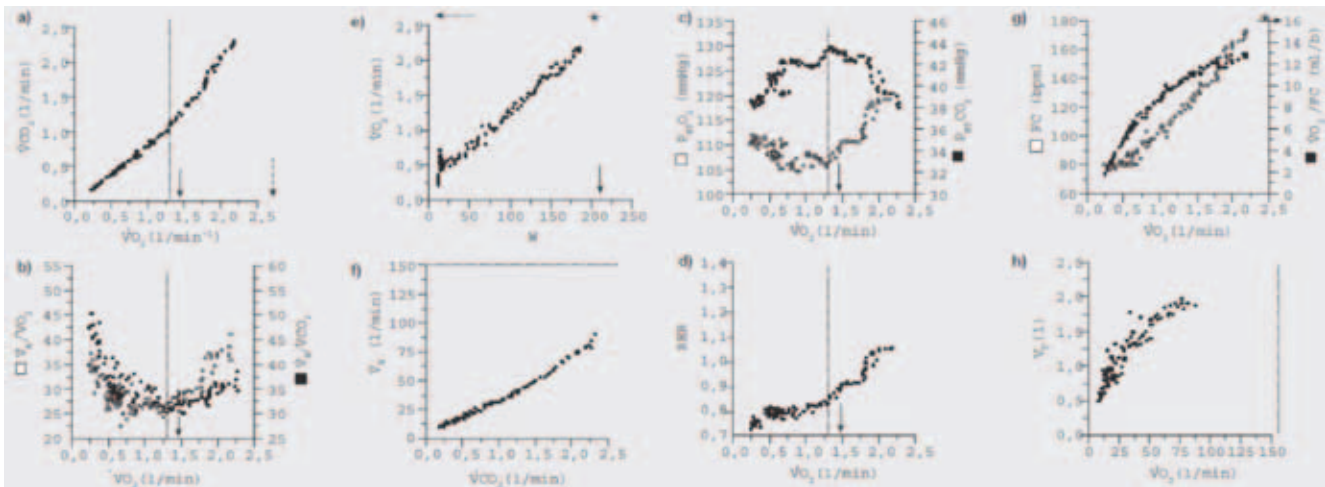 a)
2,5
2,0
1,5
1,0
0,5
0,0
V̇CO₂(l/min)
0,0 0,5 1,0 1,5 2,0 2,5
V̇O₂(l/min⁻¹)
e)
2,5
2,0
1,5
1,0
0,5
0,0
V̇O₂(l/min)
*
0 50 100 150 200 250
W
c)
135
130
125
120
115
110
105
100
46
44
42
40
38
36
34
32
30
0,0 0,5 1,0 1,5 2,0 2,5
V̇O₂(l/min)
g)
180
160
140
120
100
80
60
FC (bpm)
16
14
12
10
8
6
4
2
0
V̇O₂/FC (ml/b)
0,0 0,5 1,0 1,5 2,0 2,5
V̇O₂(l/min)
b)
55
50
45
40
35
30
25
20
V̇E/V̇O₂
60
55
50
45
40
35
30
25
V̇E/V̇CO₂
0,0 0,5 1,0 1,5 2,0 2,5
V̇O₂(l/min)
f)
150
125
100
75
50
25
0
V̇E (l/min)
0,0 0,5 1,0 1,5 2,0 2,5
V̇CO₂(l/min)
d)
1,4
1,3
1,2
1,1
1,0
0,9
0,8
0,7
0,0 0,5 1,0 1,5 2,0 2,5
V̇O₂(l/min)
h)
2,5
2,0
1,5
1,0
0,5
0,0
VT(l)
0 25 50 75 100 125 150
V̇O₂(l/min)